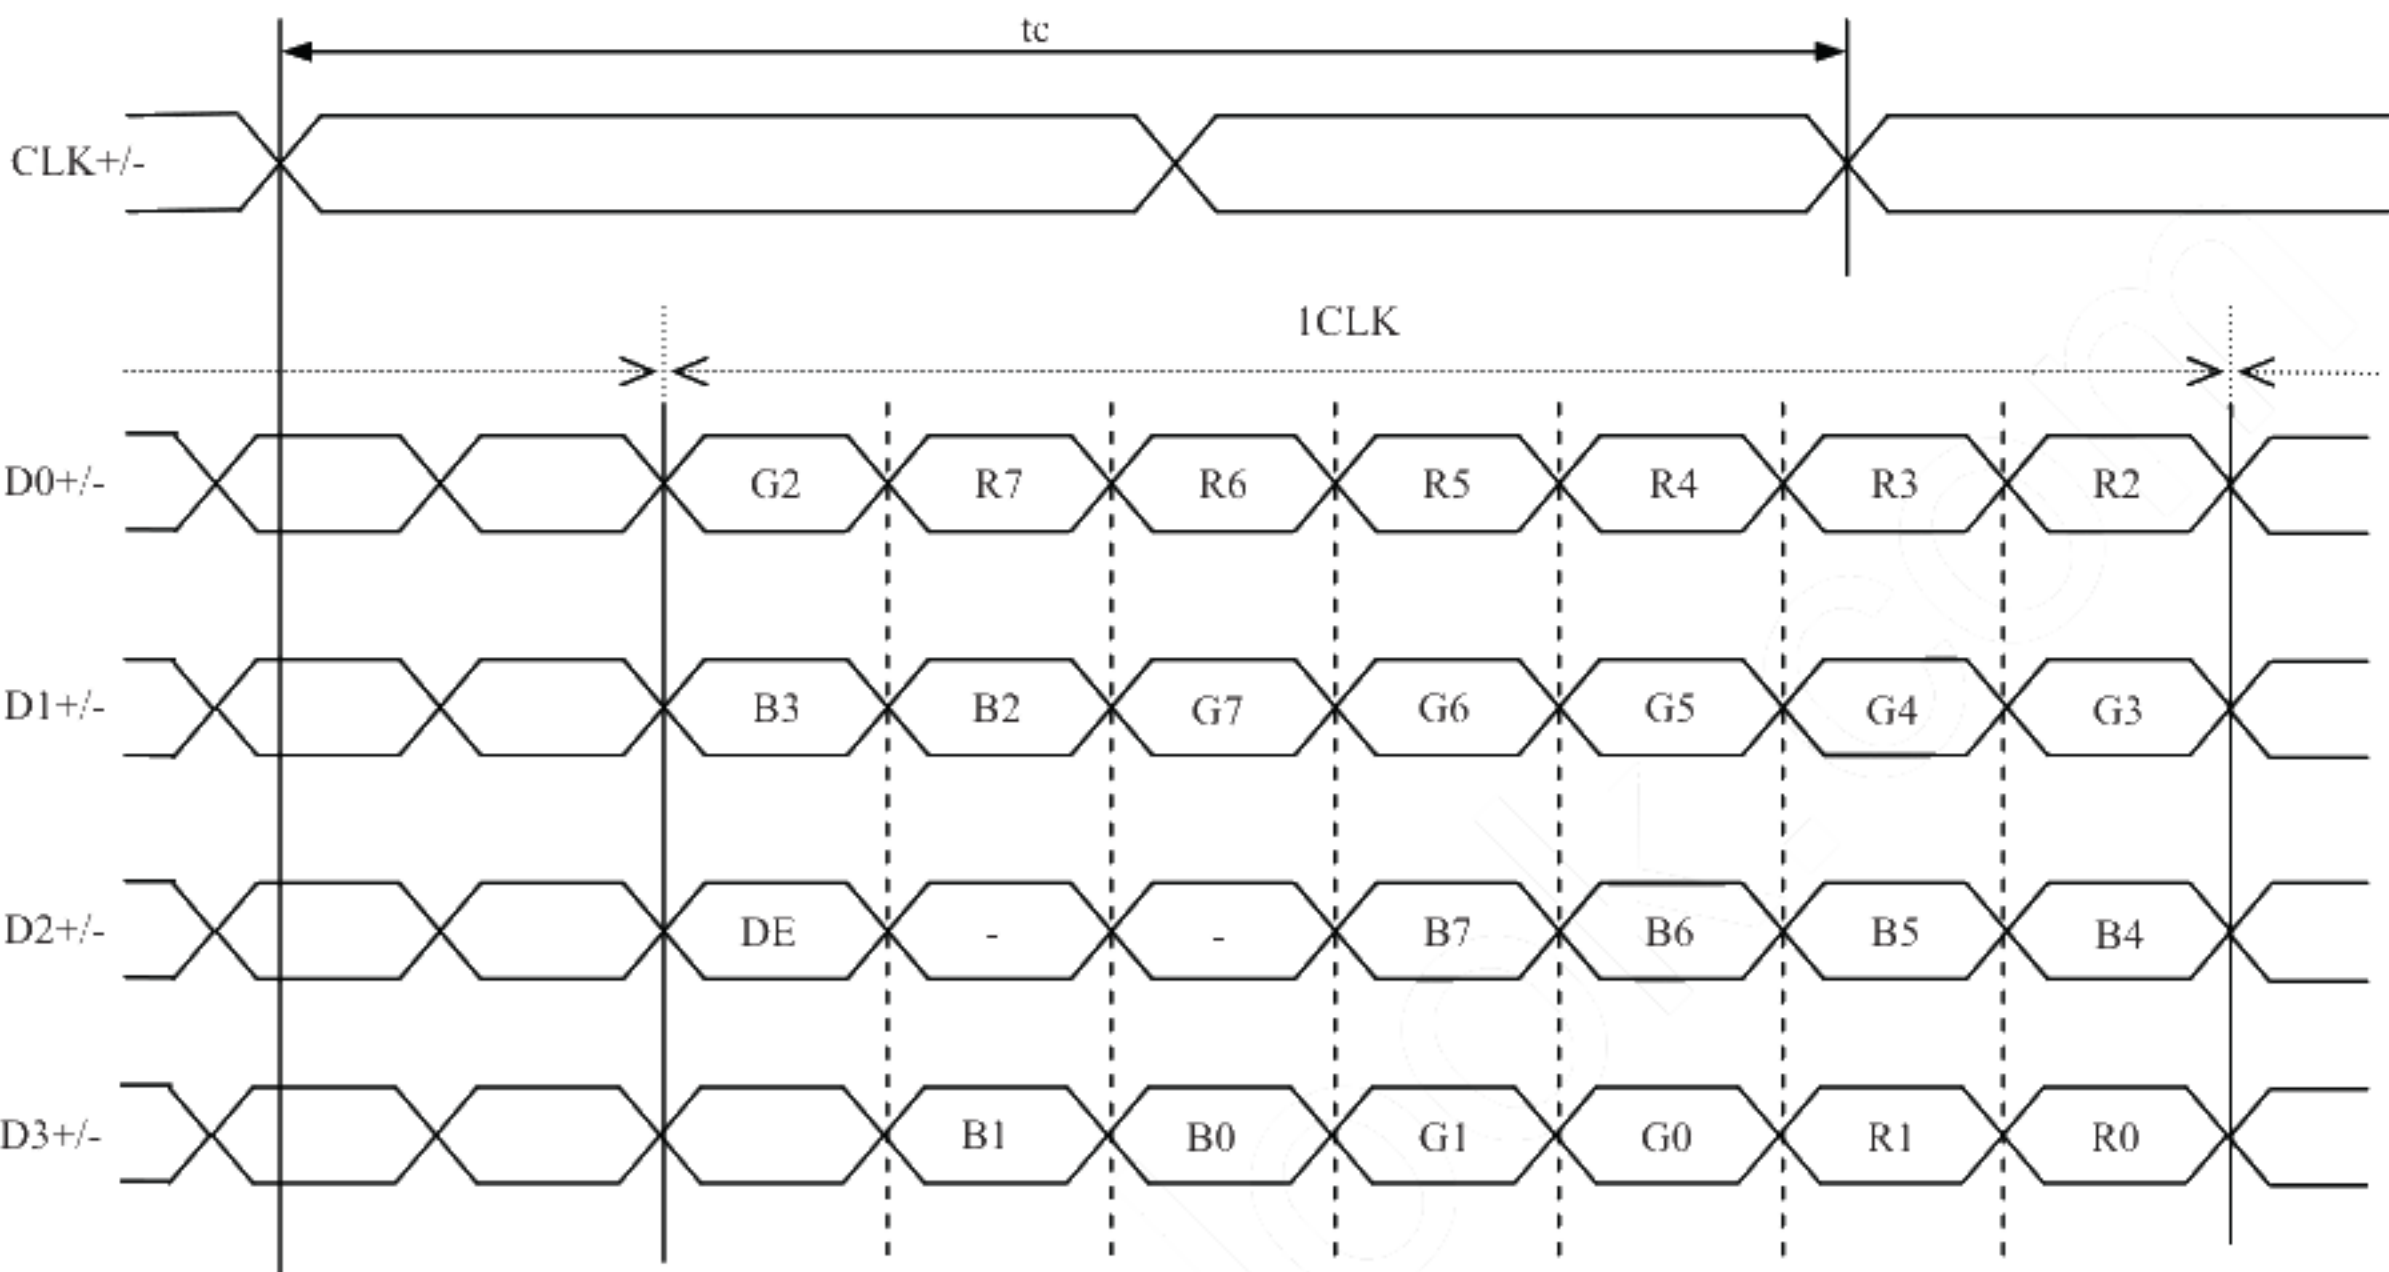 tc
CLK+/-
1CLK
D0+/- G2 R7 R6 R5 R4 R3 R2
D1+/- B3 B2 G7 G6 G5 G4 G3
D2+/- DE - - B7 B6 B5 B4
D3+/- B1 B0 G1 G0 R1 R0